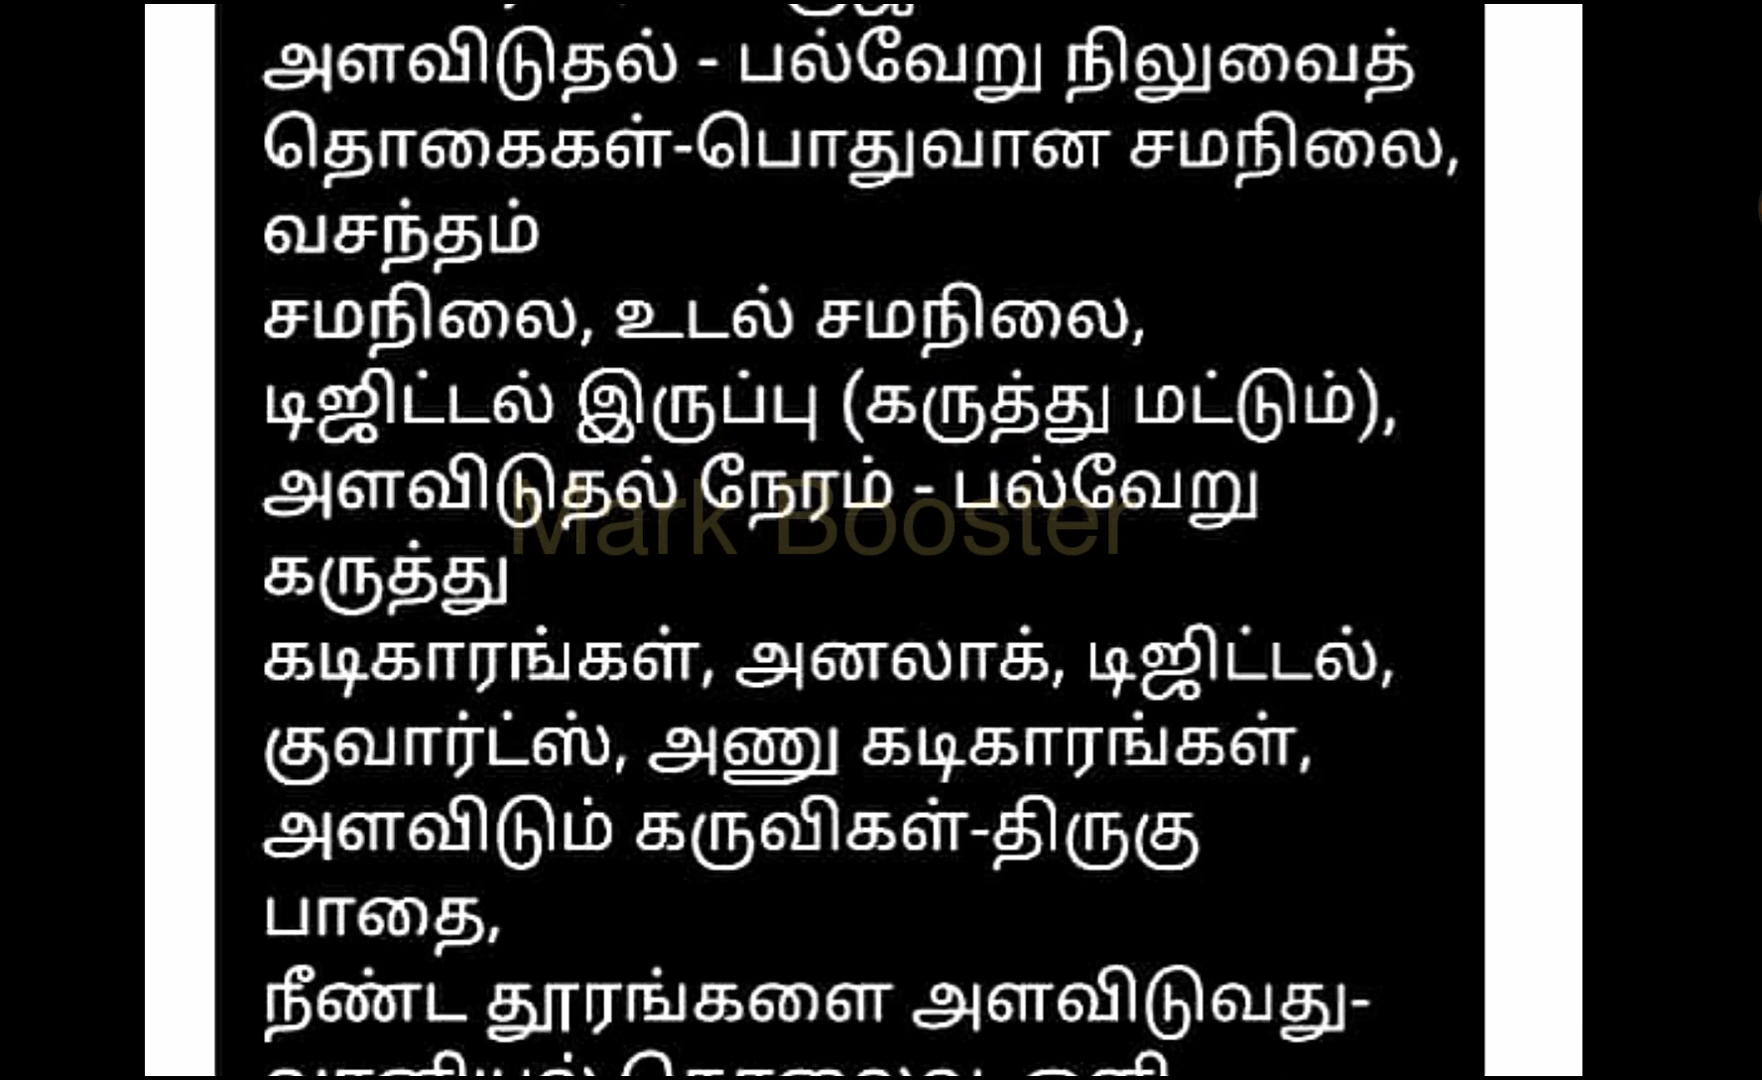 அளவிடுதல் - பல்வேறு நிலுவைத்
தொகைகள்-பொதுவான சமநிலை,
வசந்தம்
சமநிலை, உடல் சமநிலை,
டிஜிட்டல் இருப்பு (கருத்து மட்டும்),
அளவிடுதல் நேரம் - பல்வேறு
Mark Booster
கருத்து
கடிகாரங்கள், அனலாக், டிஜிட்டல்,
குவார்ட்ஸ், அணு கடிகாரங்கள்,
அளவிடும் கருவிகள்-திருகு
பாதை,
நீண்ட தூரங்களை அளவிடுவது-